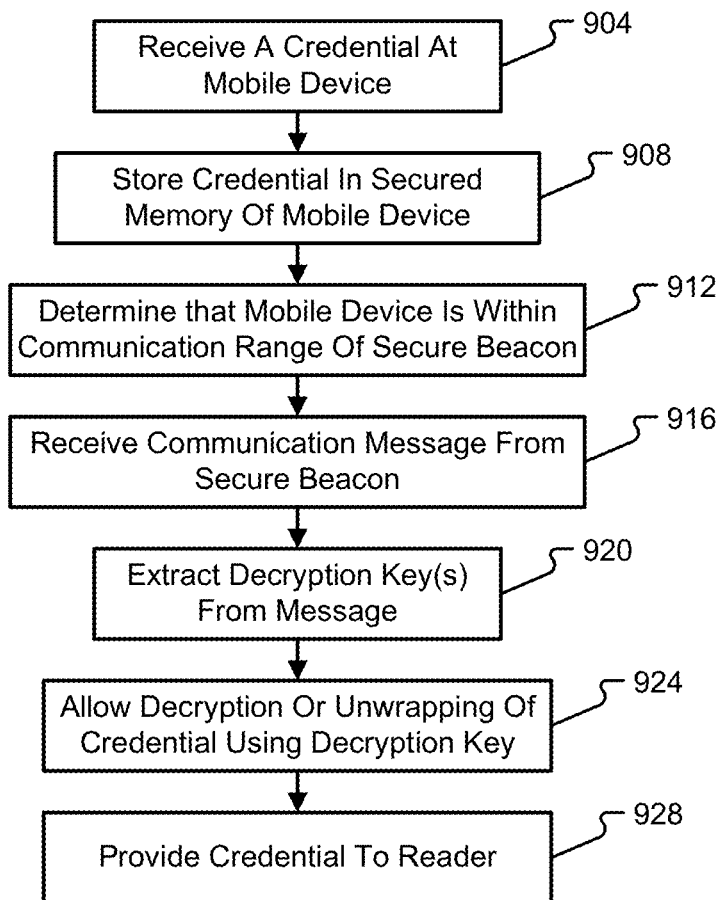 Receive A Credential At
Mobile Device
904
Store Credential In Secured
Memory Of Mobile Device
908
Determine that Mobile Device Is Within
Communication Range Of Secure Beacon
912
Receive Communication Message From
Secure Beacon
916
Extract Decryption Key(s)
From Message
920
Allow Decryption Or Unwrapping Of
Credential Using Decryption Key
924
Provide Credential To Reader
928